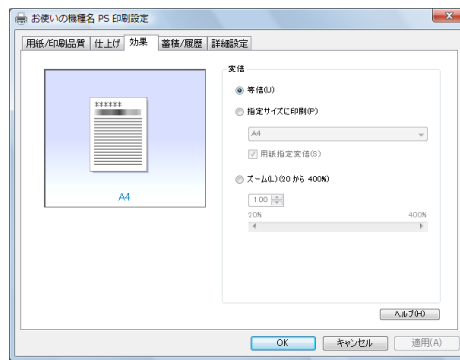 お使いの機種名 PS 印刷設定
用紙/印刷品質 仕上げ 効果 蓄積/履歴 詳細設定
変倍
等倍(U)
指定サイズに印刷(P)
A4
用紙指定変倍(S)
ズーム(L)(20 から 400%)
100
20% 400%
A4
ヘルプ(H)
OK キャンセル 適用(A)